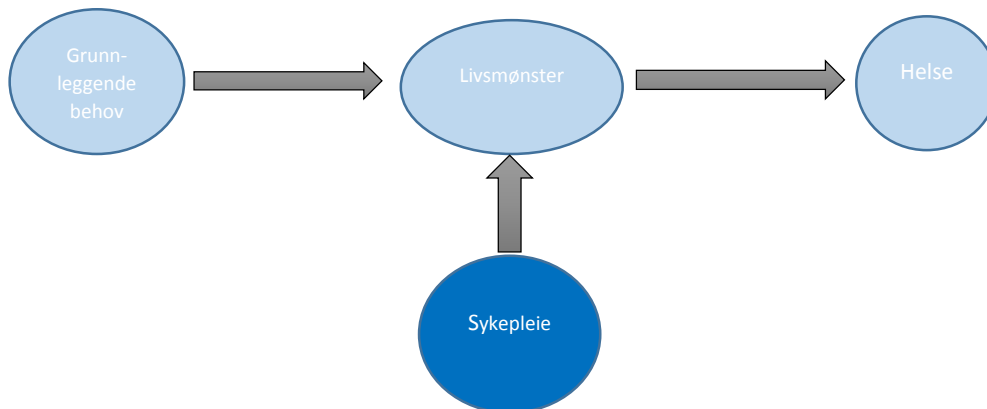 Grunn-
leggende
behov
Livsmønster
Helse
Sykepleie